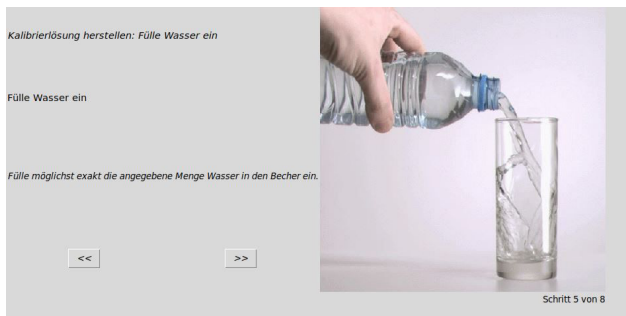 Kalibrierlösung herstellen: Fülle Wasser ein
Fülle Wasser ein
Fülle möglichst exakt die angegebene Menge Wasser in den Becher ein.
<< >>
Schritt 5 von 8